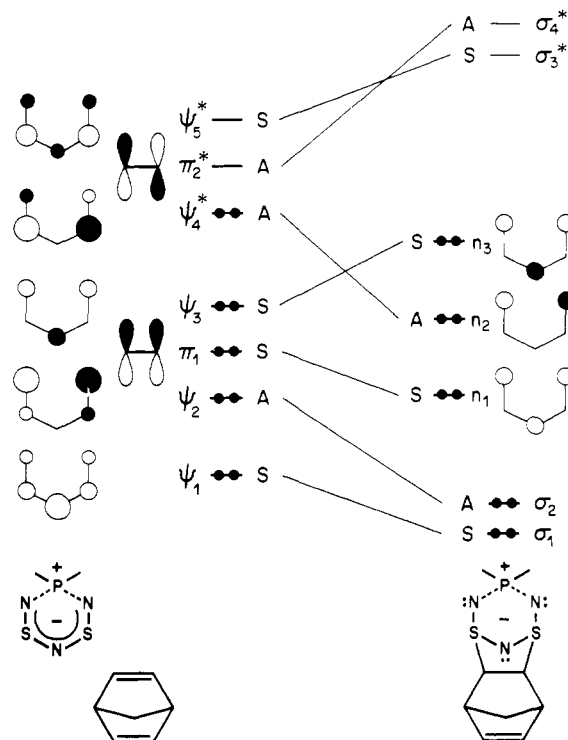 A — σ₄*
S — σ₃*
ψ₅* — S
π₂* — A
ψ₄* A
S n₃
ψ₃ S
A n₂
π₁ S
ψ₂ A
S n₁
ψ₁ S
A σ₂
S σ₁
+
P
N N
S − S
N
+
P
:N N:
S − S
N